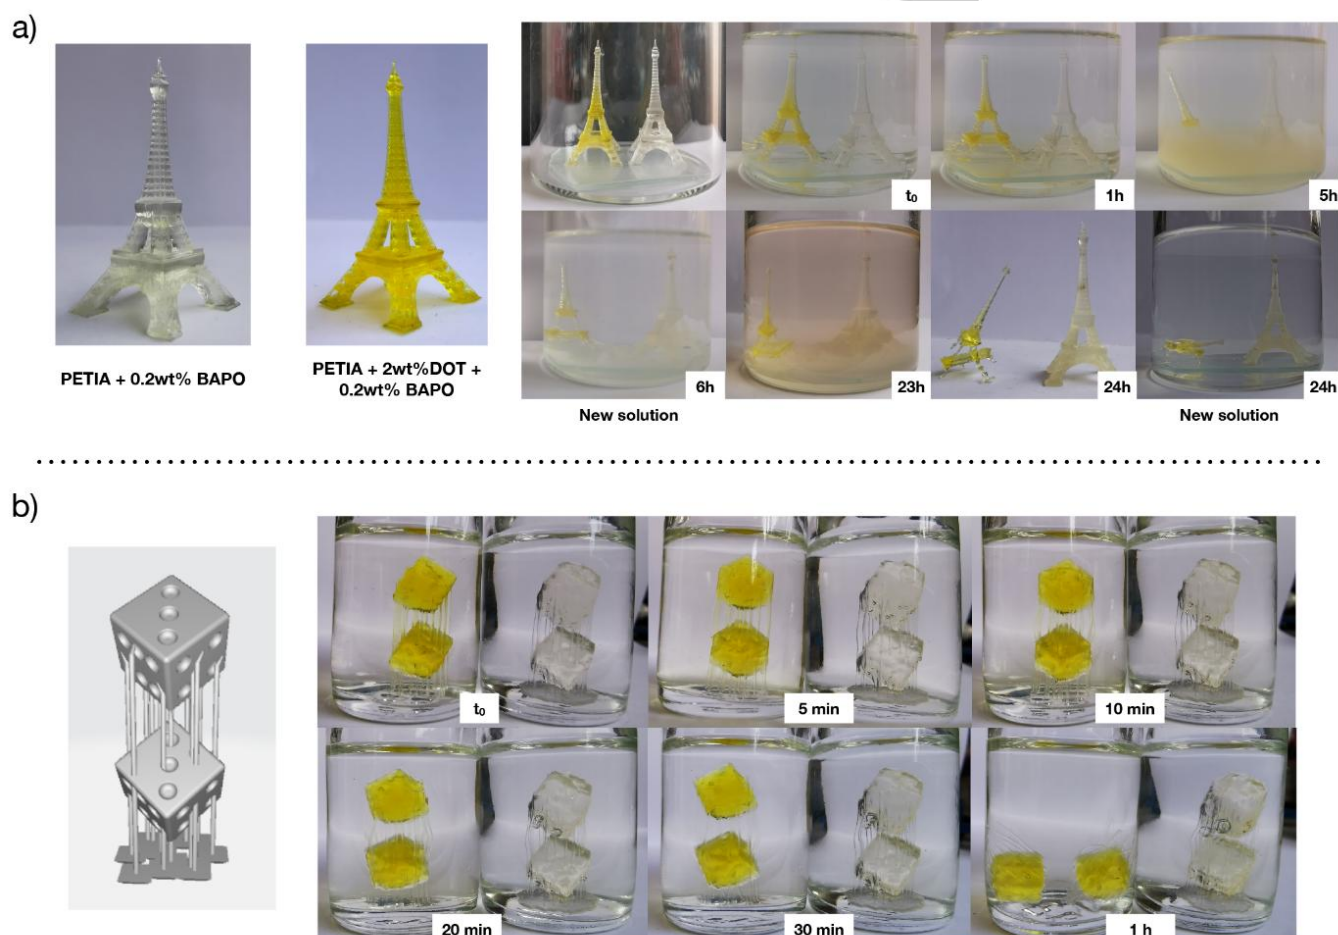 a)
PETIA + 0.2wt% BAPO
PETIA + 2wt%DOT +
0.2wt% BAPO
t₀
1h
5h
6h
23h
24h
24h
New solution
New solution
b)
t₀
5 min
10 min
20 min
30 min
1 h